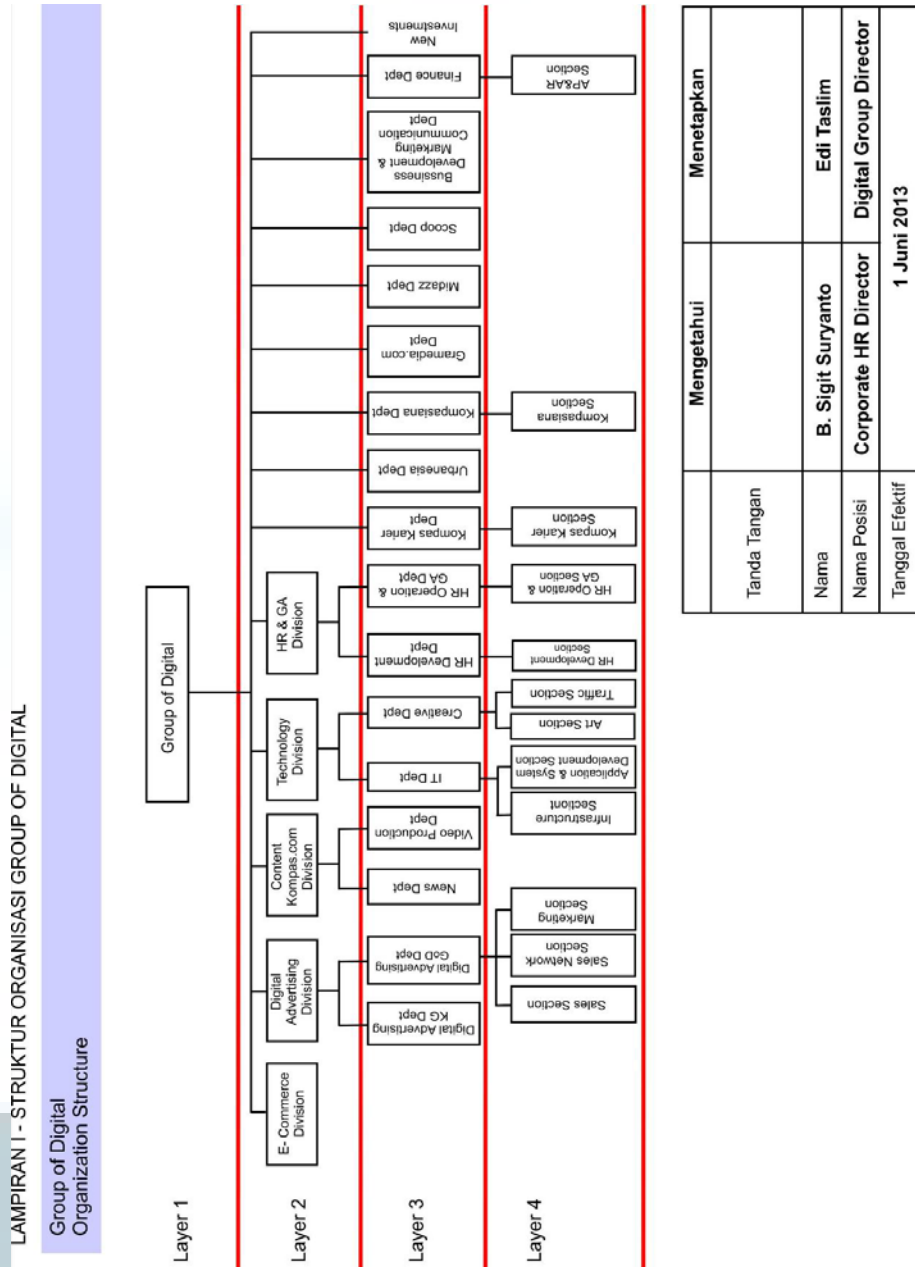 LAMPIRAN I - STRUKTUR ORGANISASI GROUP OF DIGITAL
Group of Digital
Organization Structure
Layer 1
Group of Digital
Layer 2
E- Commerce
Division
Digital
Advertising
Division
Content
Kompas.com
Division
Technology
Division
HR & GA
Division
Layer 3
Digital Advertising
KG Dept
Digital Advertising
GoD Dept
News Dept
Video Production
Dept
IT Dept
Creative Dept
HR Development
Dept
HR Operation &
GA Dept
Kompas Karier
Dept
Urbanesia Dept
Kompasiana Dept
Gramedia.com
Dept
Midazz Dept
Scoop Dept
Bussiness
Development &
Marketing
Communication
Dept
Finance Dept
New
Investments
Layer 4
Sales Section
Sales Network
Section
Marketing
Section
Infrastructure
Sectiont
Application & System
Development Section
Art Section
Traffic Section
HR Development
Section
HR Operation &
GA Section
Kompas Karier
Section
Kompasiana
Section
AP&AR
Section
Mengetahui Menetapkan
Tanda Tangan
Nama B. Sigit Suryanto Edi Taslim
Nama Posisi Corporate HR Director Digital Group Director
Tanggal Efektif 1 Juni 2013